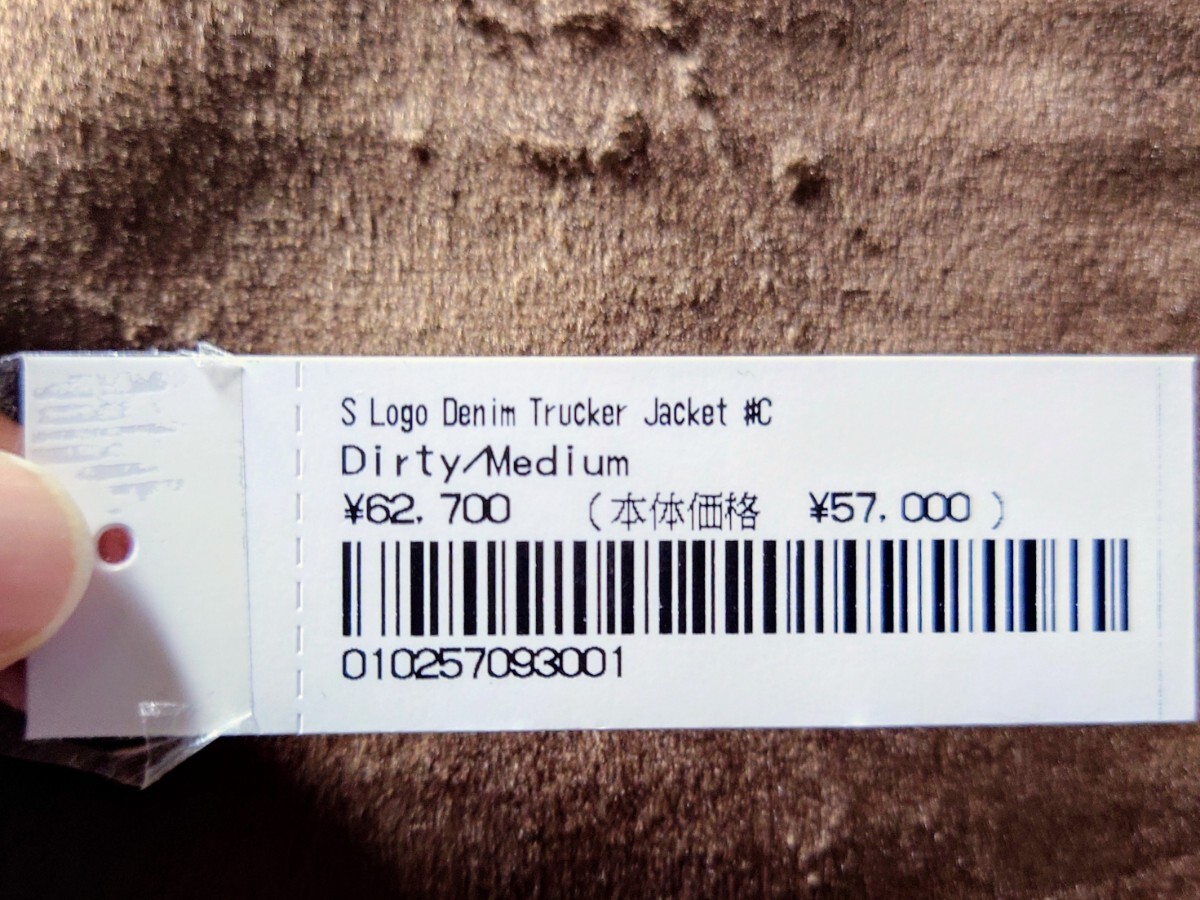 S Logo Denim Trucker Jacket #C
Dirty/Medium
¥62,700 (本体価格 ¥57,000)
010257093001